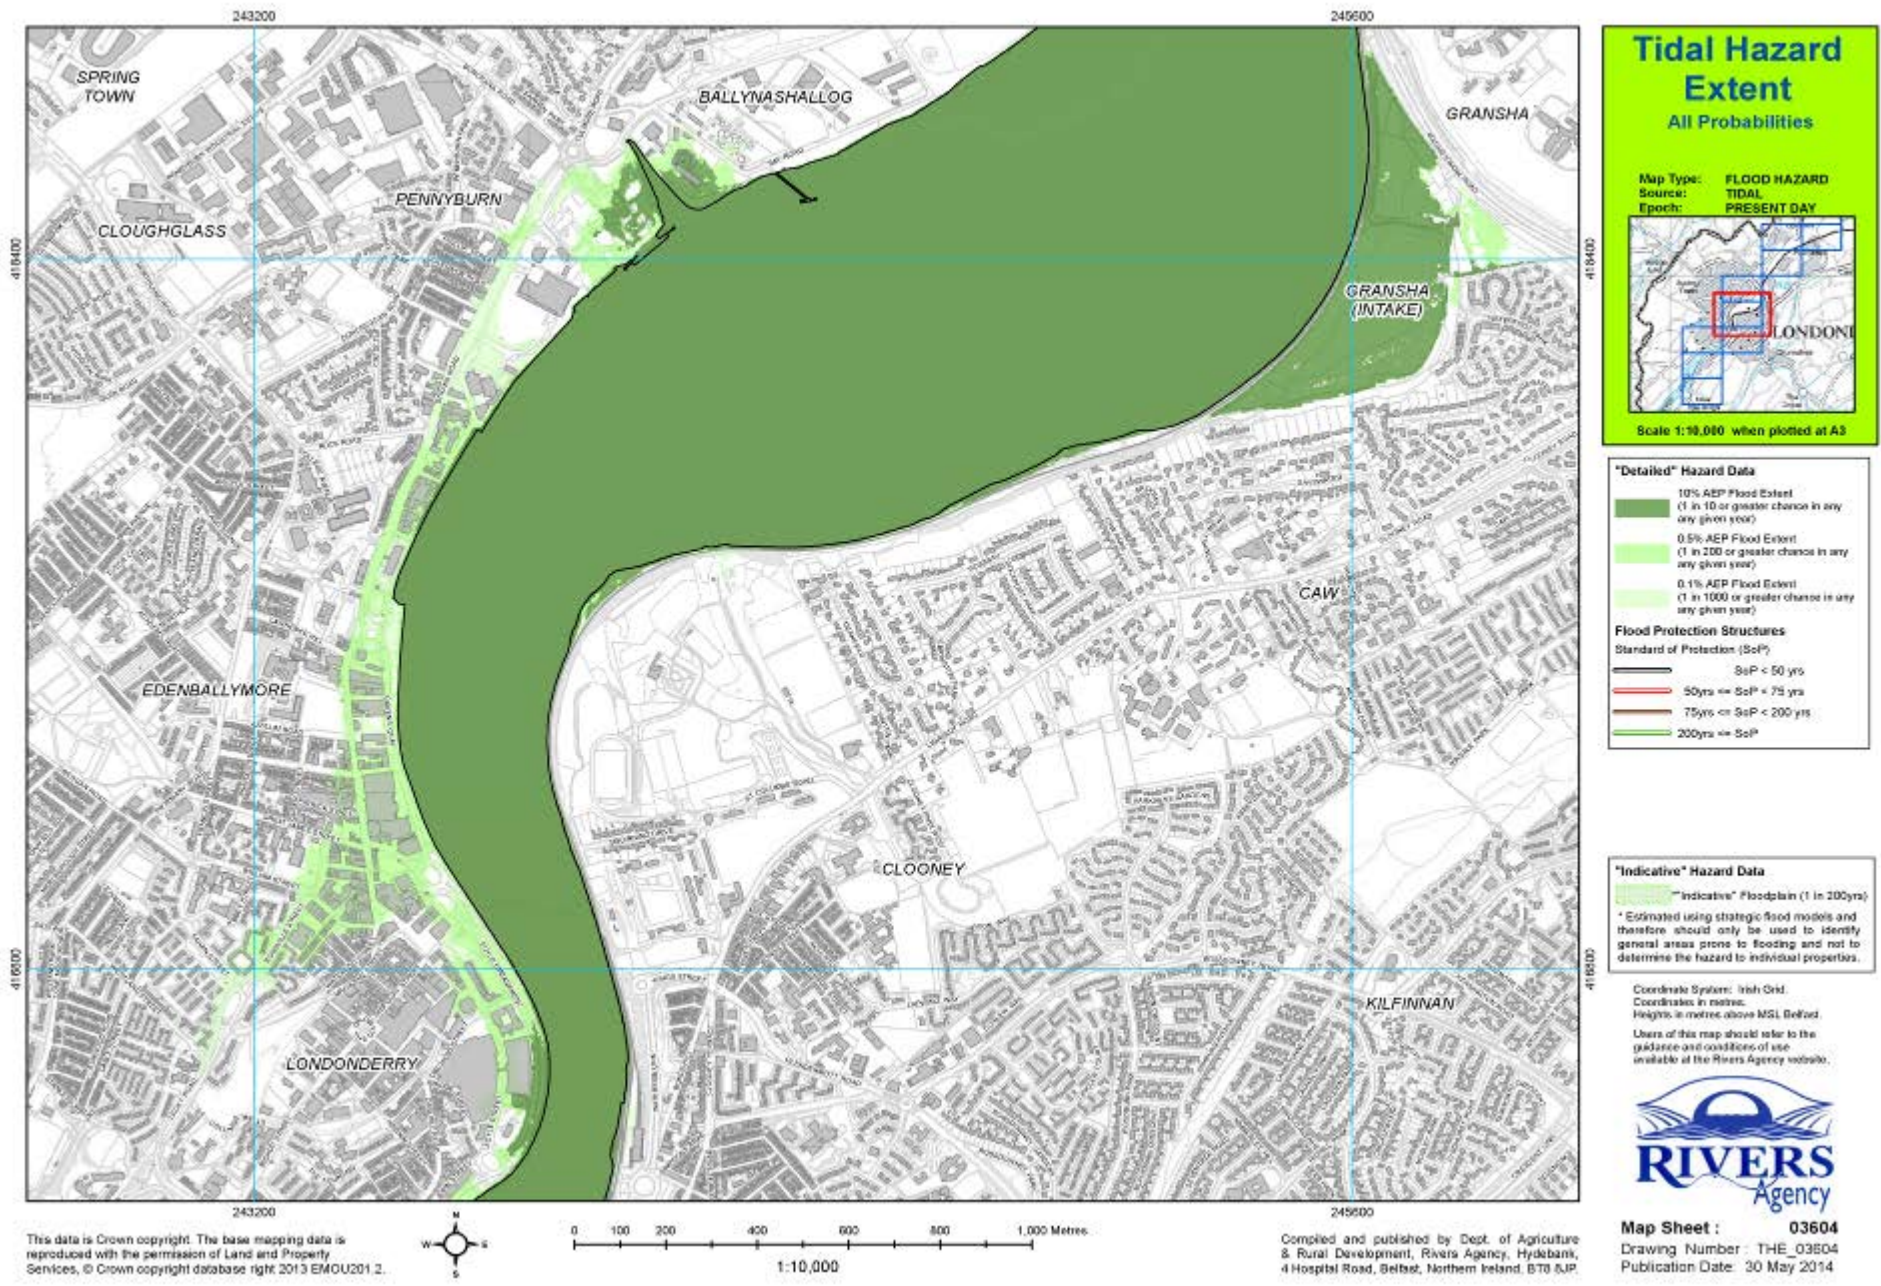 243200
245600
418400
418400
416800
416800
243200
245600
SPRING
TOWN
BALLYNASHALLOG
GRANSHA
PENNYBURN
CLOUGHGLASS
GRANSHA
(INTAKE)
CAW
EDENBALLYMORE
CLOONEY
KILFINNAN
LONDONDERRY
Tidal Hazard
Extent
All Probabilities
Map Type: FLOOD HAZARD
Source: TIDAL
Epoch: PRESENT DAY
LONDON
Scale 1:10,000 when plotted at A3
"Detailed" Hazard Data
10% AEP Flood Extent
(1 in 10 or greater chance in any
any given year)
0.5% AEP Flood Extent
(1 in 200 or greater chance in any
any given year)
0.1% AEP Flood Extent
(1 in 1000 or greater chance in any
any given year)
Flood Protection Structures
Standard of Protection (SoP)
SoP < 50 yrs
50yrs <= SoP < 75 yrs
75yrs <= SoP < 200 yrs
200yrs <= SoP
"Indicative" Hazard Data
*"Indicative" Floodplain (1 in 200yrs)
* Estimated using strategic flood models and
therefore should only be used to identify
general areas prone to flooding and not to
determine the hazard to individual properties.
Coordinate System: Irish Grid.
Coordinates in metres.
Heights in metres above MSL Belfast.
Users of this map should refer to the
guidance and conditions of use
available at the Rivers Agency website.
RIVERS
Agency
Map Sheet : 03604
Drawing Number : THE_03604
Publication Date: 30 May 2014
This data is Crown copyright. The base mapping data is
reproduced with the permission of Land and Property
Services, © Crown copyright database right 2013 EMOU201.2.
N
W E
S
0 100 200 400 600 800 1,000 Metres
1:10,000
Compiled and published by Dept. of Agriculture
& Rural Development, Rivers Agency, Hydebank,
4 Hospital Road, Belfast, Northern Ireland. BT8 8JP.